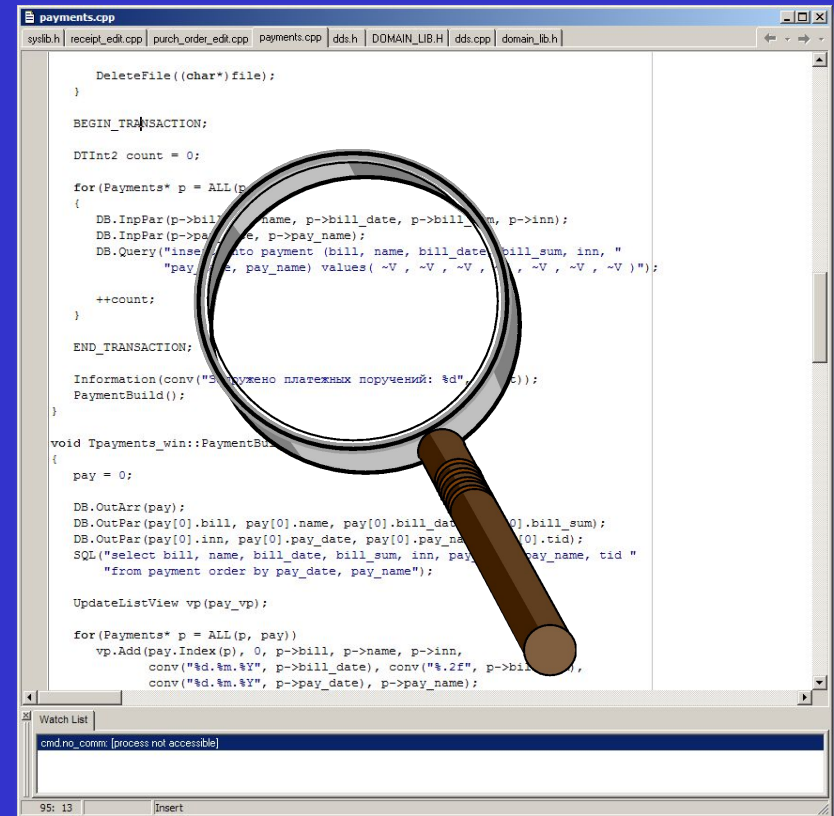 payments.cpp
syslib.h receipt_edit.cpp purch_order_edit.cpp payments.cpp dds.h DOMAIN_LIB.H dds.cpp domain_lib.h
DeleteFile((char*)file);
}
BEGIN_TRANSACTION;
DTInt2 count = 0;
for(Payments* p = ALL(p
{
DB.InpPar(p->bill name, p->bill_date, p->bill m, p->inn);
DB.InpPar(p->pa e, p->pay_name);
DB.Query("inser nto payment (bill, name, bill_date bill_sum, inn, "
"pay e, pay_name) values( ~V , ~V , ~V , , ~V , ~V , ~V )");
++count;
}
END_TRANSACTION;
Information(conv("З ружено платежных поручений: %d", t));
PaymentBuild();
}
void Tpayments_win::PaymentBu
{
pay = 0;
DB.OutArr(pay);
DB.OutPar(pay[0].bill, pay[0].name, pay[0].bill_dat 0].bill_sum);
DB.OutPar(pay[0].inn, pay[0].pay_date, pay[0].pay_na [0].tid);
SQL("select bill, name, bill_date, bill_sum, inn, pay pay_name, tid "
"from payment order by pay_date, pay_name");
UpdateListView vp(pay_vp);
for(Payments* p = ALL(p, pay))
vp.Add(pay.Index(p), 0, p->bill, p->name, p->inn,
conv("%d.%m.%Y", p->bill_date), conv("%.2f", p->bil ),
conv("%d.%m.%Y", p->pay_date), p->pay_name);
Watch List
cmd.no_comm: [process not accessible]
95: 13 Insert